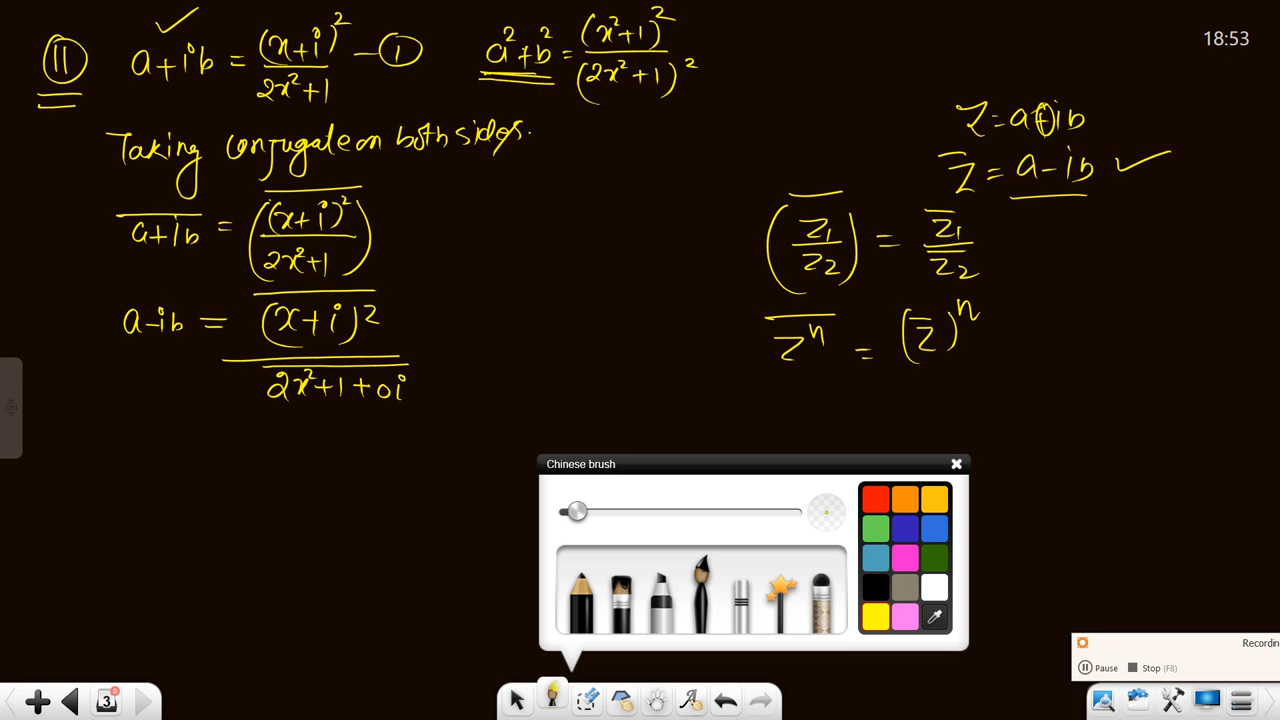 18:53
⑪ a+ib = (x+i)²/2x²+1 —① a²+b² = (x²+1)²/(2x²+1)²
Taking conjugate on both sides.
z=a+ib
z̅ = a-ib ✓
a+ib̅ = ((x+i)²/2x²+1)̅
(z₁/z₂)̅ = z̅₁/z̅₂
a-ib = (x+i)²̅/2x²+1+0i̅
z̅ⁿ = (z̅)ⁿ
Chinese brush
Recordin
Pause Stop (F8)
3 0